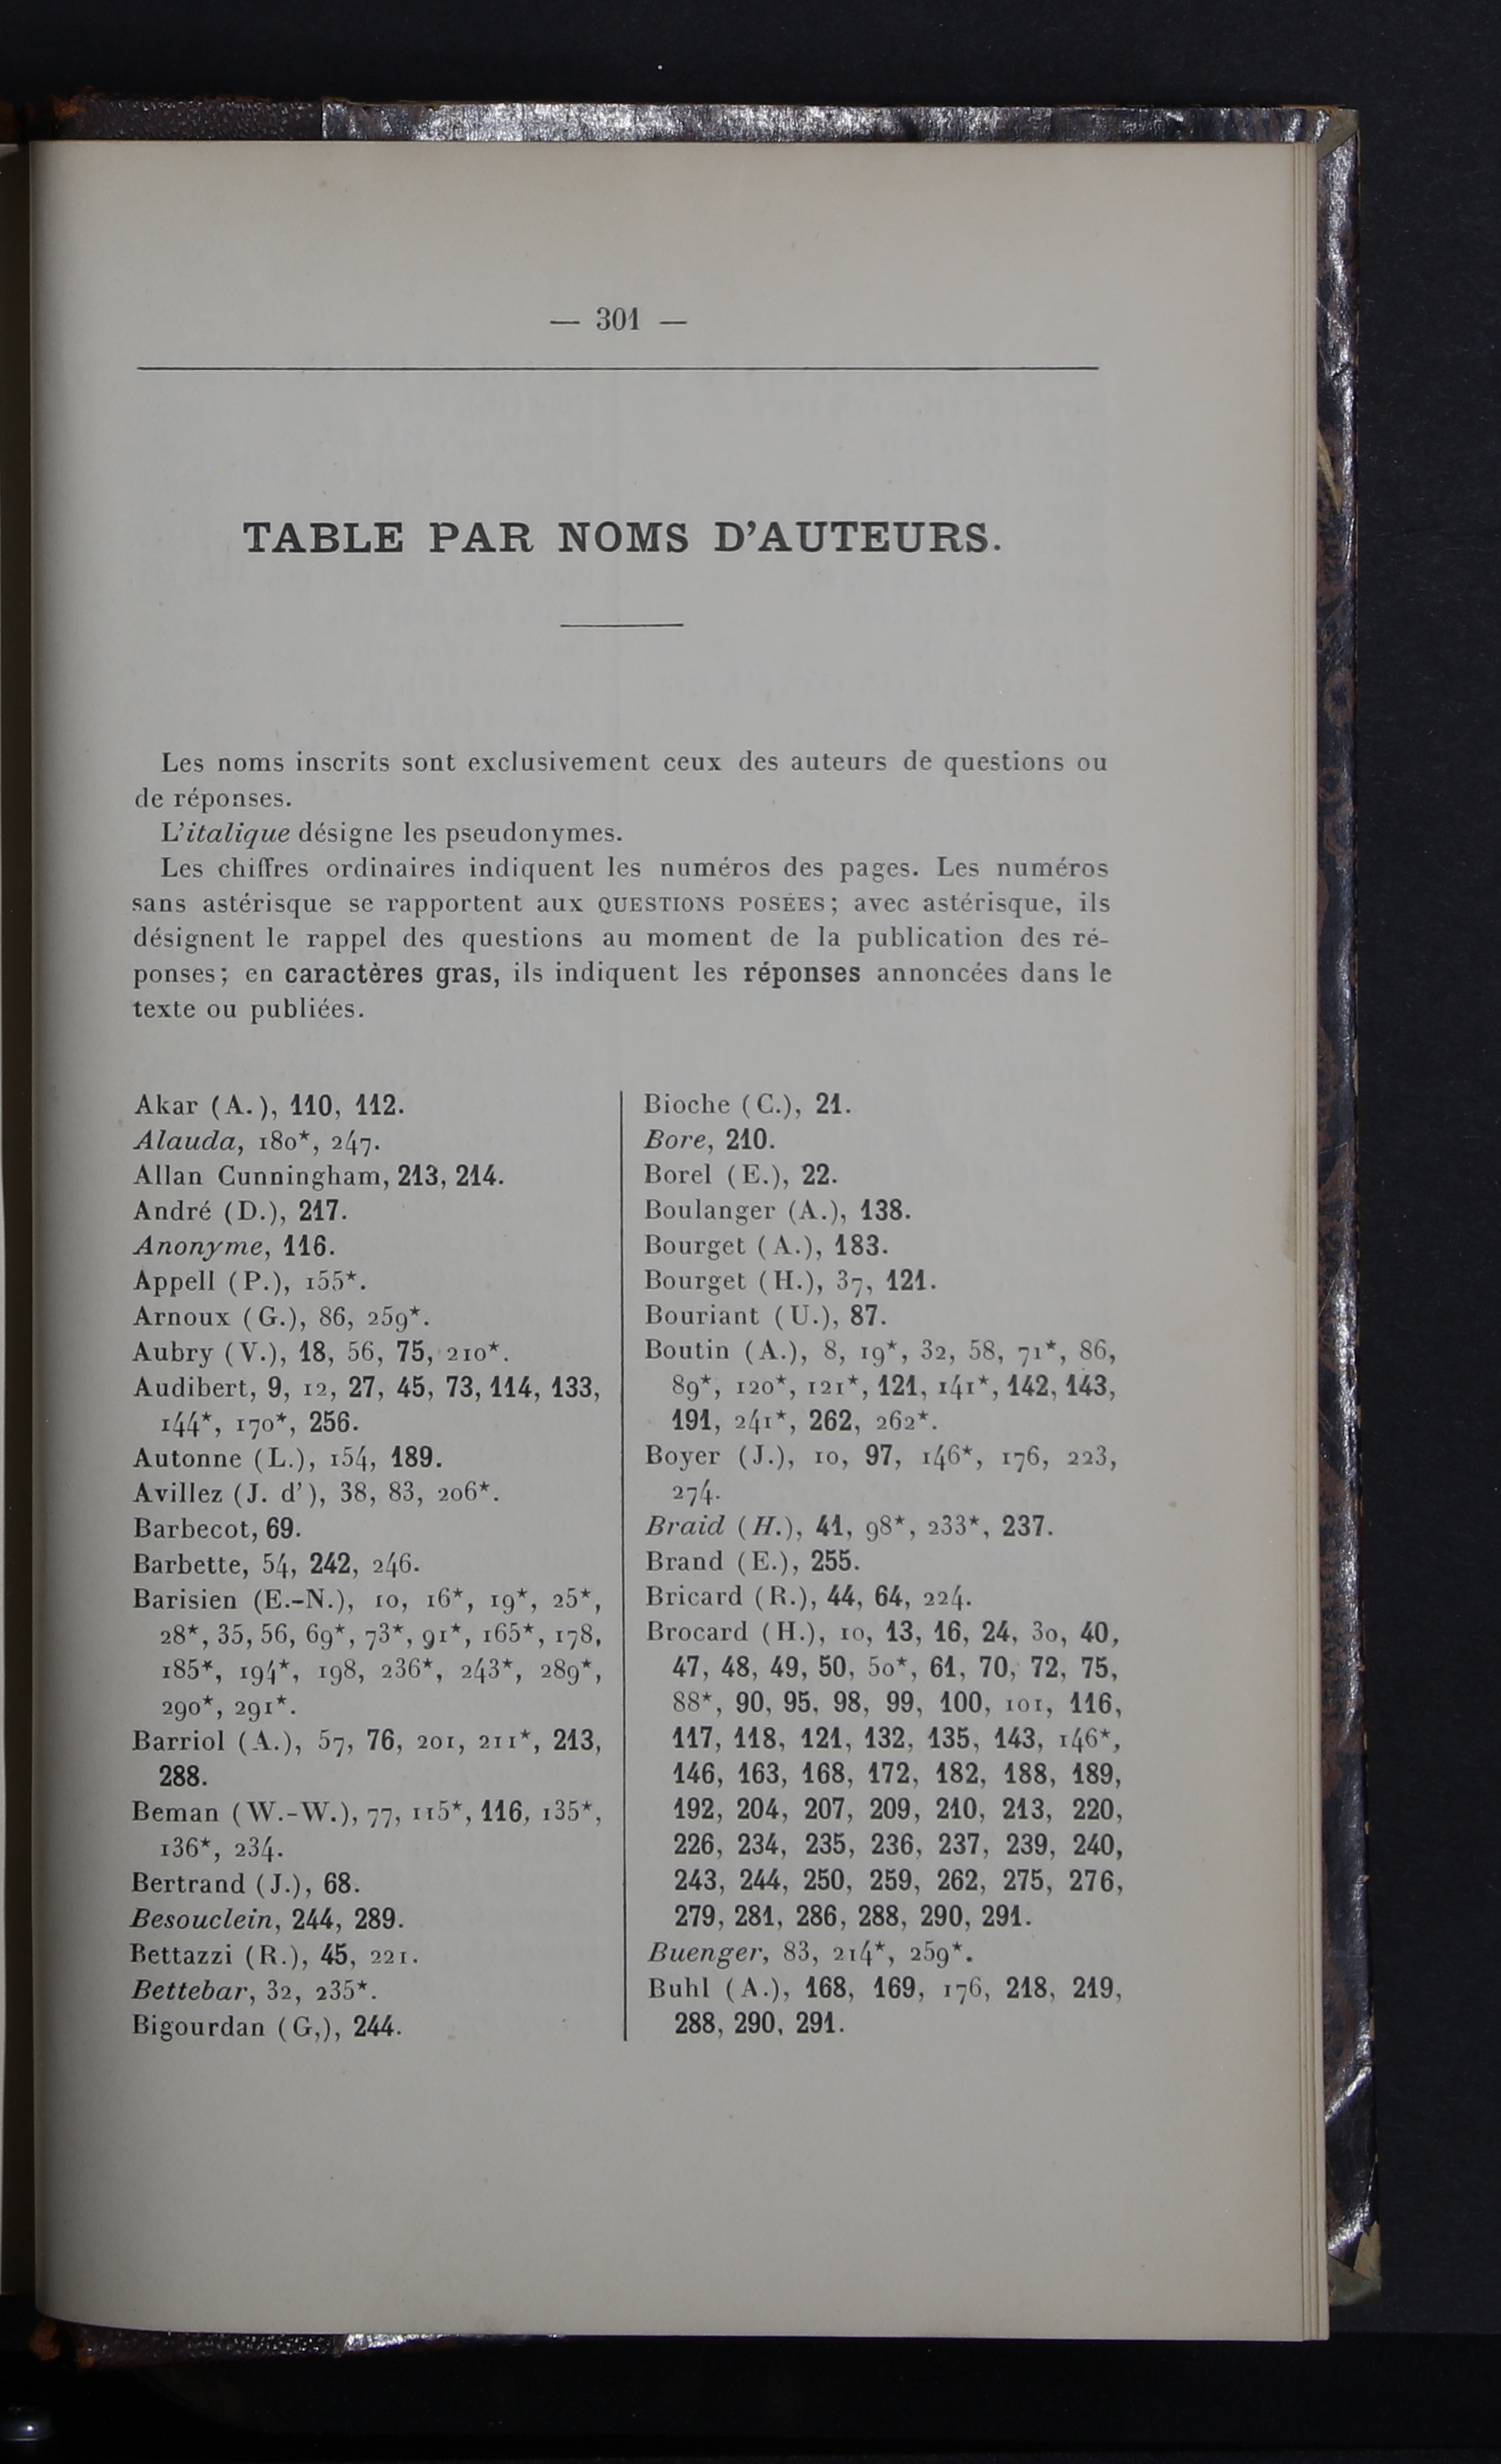 — 301 —
TABLE PAR NOMS D'AUTEURS.
Les noms inscrits sont exclusivement ceux des auteurs de questions ou
de réponses.
L'italique désigne les pseudonymes.
Les chiffres ordinaires indiquent les numéros des pages. Les numéros
sans astérisque se rapportent aux QUESTIONS POSÉES; avec astérisque, ils
désignent le rappel des questions au moment de la publication des ré-
ponses; en caractères gras, ils indiquent les réponses annoncées dans le
texte ou publiées.
Akar (A.), 110, 112.
Alauda, 180*, 247.
Allan Cunningham, 213, 214.
André (D.), 217.
Anonyme, 116.
Appell (P.), 155*.
Arnoux (G.), 86, 259*.
Aubry (V.), 18, 56, 75, 210*.
Audibert, 9, 12, 27, 45, 73, 114, 133,
144*, 170*, 256.
Autonne (L.), 154, 189.
Avillez (J. d'), 38, 83, 206*.
Barbecot, 69.
Barbette, 54, 242, 246.
Barisien (E.-N.), 10, 16*, 19*, 25*,
28*, 35, 56, 69*, 73*, 91*, 165*, 178,
185*, 194*, 198, 236*, 243*, 289*,
290*, 291*.
Barriol (A.), 57, 76, 201, 211*, 213,
288.
Beman (W.-W.), 77, 115*, 116, 135*,
136*, 234.
Bertrand (J.), 68.
Besouclein, 244, 289.
Bettazzi (R.), 45, 221.
Bettebar, 32, 235*.
Bigourdan (G,), 244.
Bioche (C.), 21.
Bore, 210.
Borel (E.), 22.
Boulanger (A.), 138.
Bourget (A.), 183.
Bourget (H.), 37, 121.
Bouriant (U.), 87.
Boutin (A.), 8, 19*, 32, 58, 71*, 86,
89*, 120*, 121*, 121, 141*, 142, 143,
191, 241*, 262, 262*.
Boyer (J.), 10, 97, 146*, 176, 223,
274.
Braid (H.), 41, 98*, 233*, 237.
Brand (E.), 255.
Bricard (R.), 44, 64, 224.
Brocard (H.), 10, 13, 16, 24, 30, 40,
47, 48, 49, 50, 50*, 61, 70, 72, 75,
88*, 90, 95, 98, 99, 100, 101, 116,
117, 118, 121, 132, 135, 143, 146*,
146, 163, 168, 172, 182, 188, 189,
192, 204, 207, 209, 210, 213, 220,
226, 234, 235, 236, 237, 239, 240,
243, 244, 250, 259, 262, 275, 276,
279, 281, 286, 288, 290, 291.
Buenger, 83, 214*, 259*.
Buhl (A.), 168, 169, 176, 218, 219,
288, 290, 291.